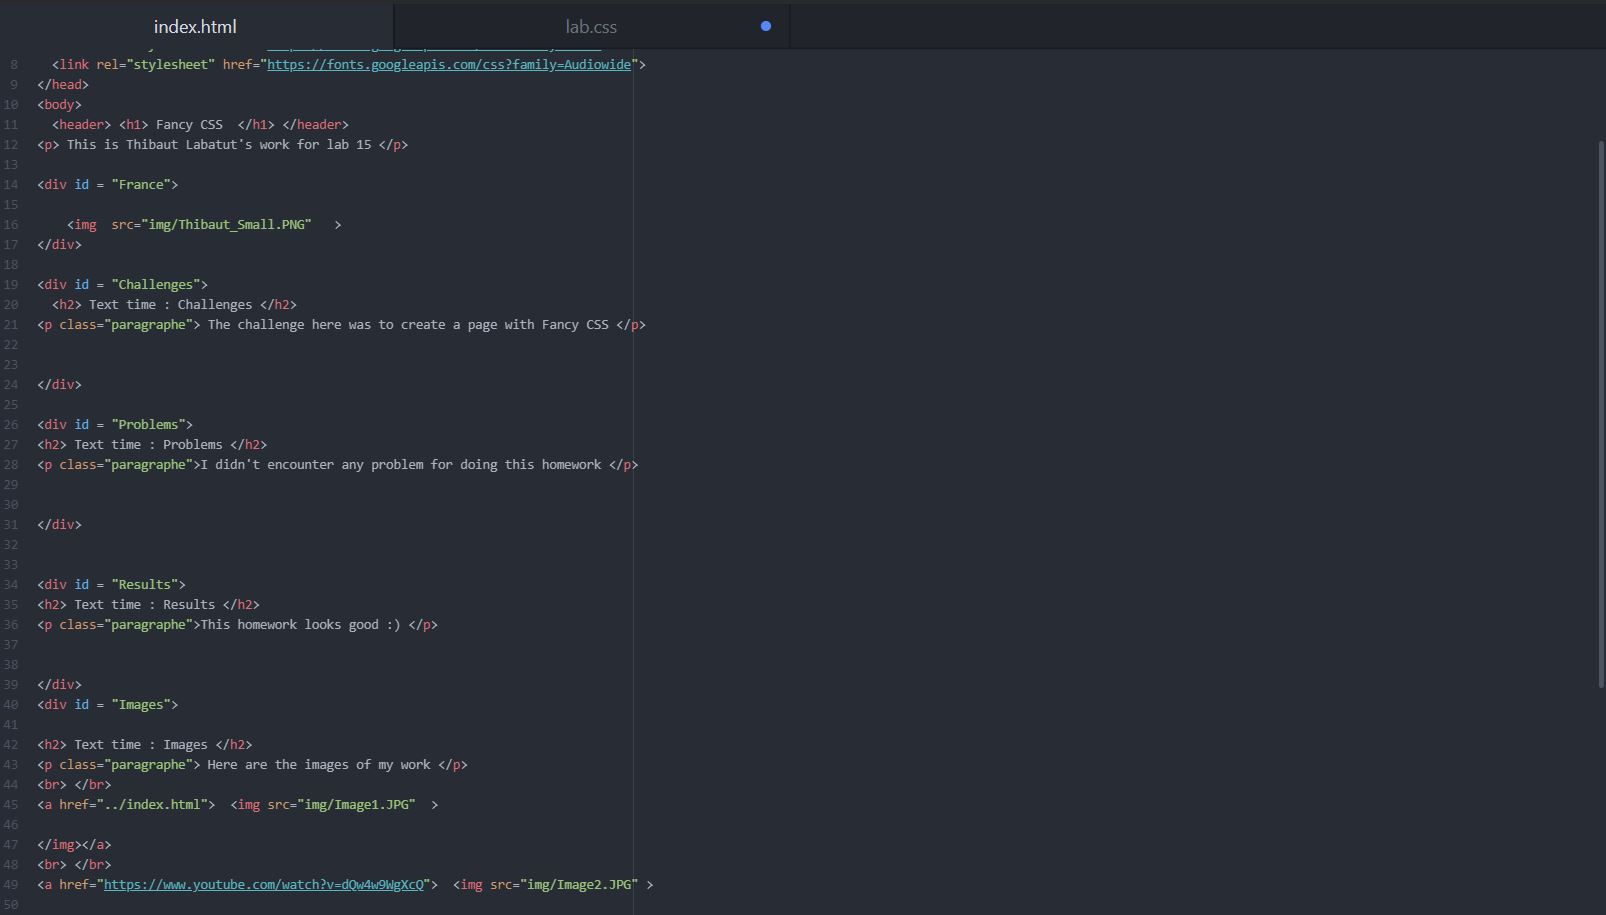 index.html lab.css
8 <link rel="stylesheet" href="https://fonts.googleapis.com/css?family=Audiowide">
9 </head>
10 <body>
11 <header> <h1> Fancy CSS </h1> </header>
12 <p> This is Thibaut Labatut's work for lab 15 </p>
13
14 <div id = "France">
15
16 <img src="img/Thibaut_Small.PNG" >
17 </div>
18
19 <div id = "Challenges">
20 <h2> Text time : Challenges </h2>
21 <p class="paragraphe"> The challenge here was to create a page with Fancy CSS </p>
22
23
24 </div>
25
26 <div id = "Problems">
27 <h2> Text time : Problems </h2>
28 <p class="paragraphe">I didn't encounter any problem for doing this homework </p>
29
30
31 </div>
32
33
34 <div id = "Results">
35 <h2> Text time : Results </h2>
36 <p class="paragraphe">This homework looks good :) </p>
37
38
39 </div>
40 <div id = "Images">
41
42 <h2> Text time : Images </h2>
43 <p class="paragraphe"> Here are the images of my work </p>
44 <br> </br>
45 <a href="../index.html"> <img src="img/Image1.JPG" >
46
47 </img></a>
48 <br> </br>
49 <a href="https://www.youtube.com/watch?v=dQw4w9WgXcQ"> <img src="img/Image2.JPG" >
50